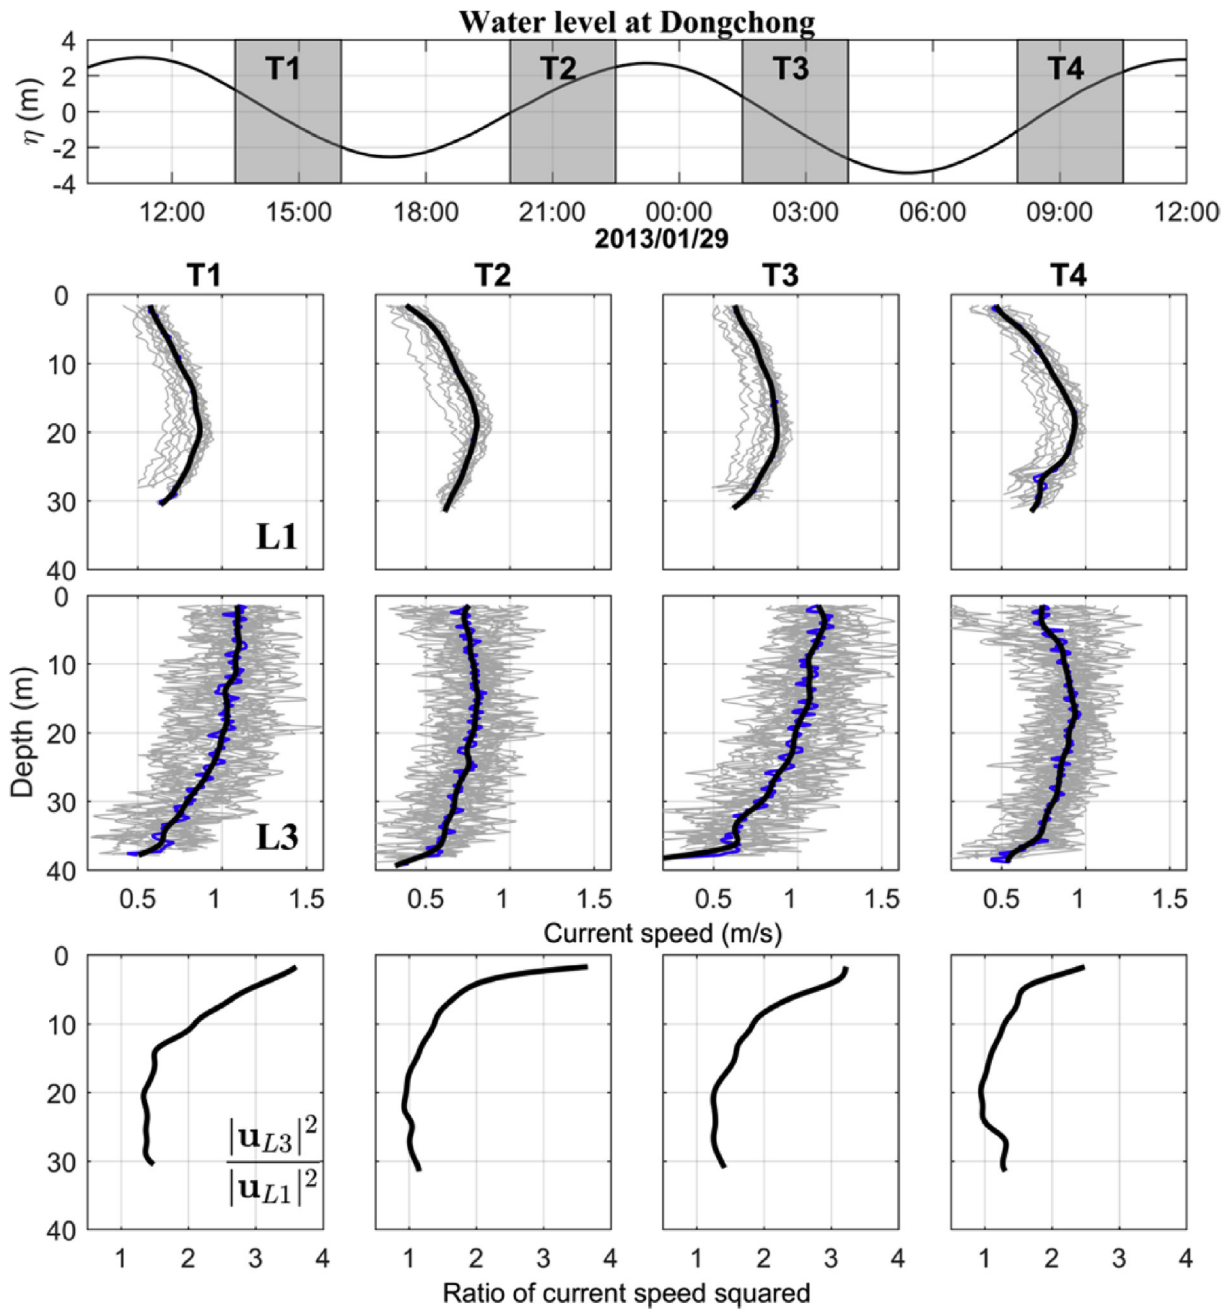 Water level at Dongchong
4
2
0
-2
-4
η (m)
T1 T2 T3 T4
12:00 15:00 18:00 21:00 00:00 03:00 06:00 09:00 12:00
2013/01/29
T1 T2 T3 T4
0
10
20
30
40
L1
0
10
20
30
40
L3
Depth (m)
0.5 1 1.5 0.5 1 1.5 0.5 1 1.5 0.5 1 1.5
Current speed (m/s)
0
10
20
30
40
|u_{L3}|²
|u_{L1}|²
1 2 3 4 1 2 3 4 1 2 3 4 1 2 3 4
Ratio of current speed squared